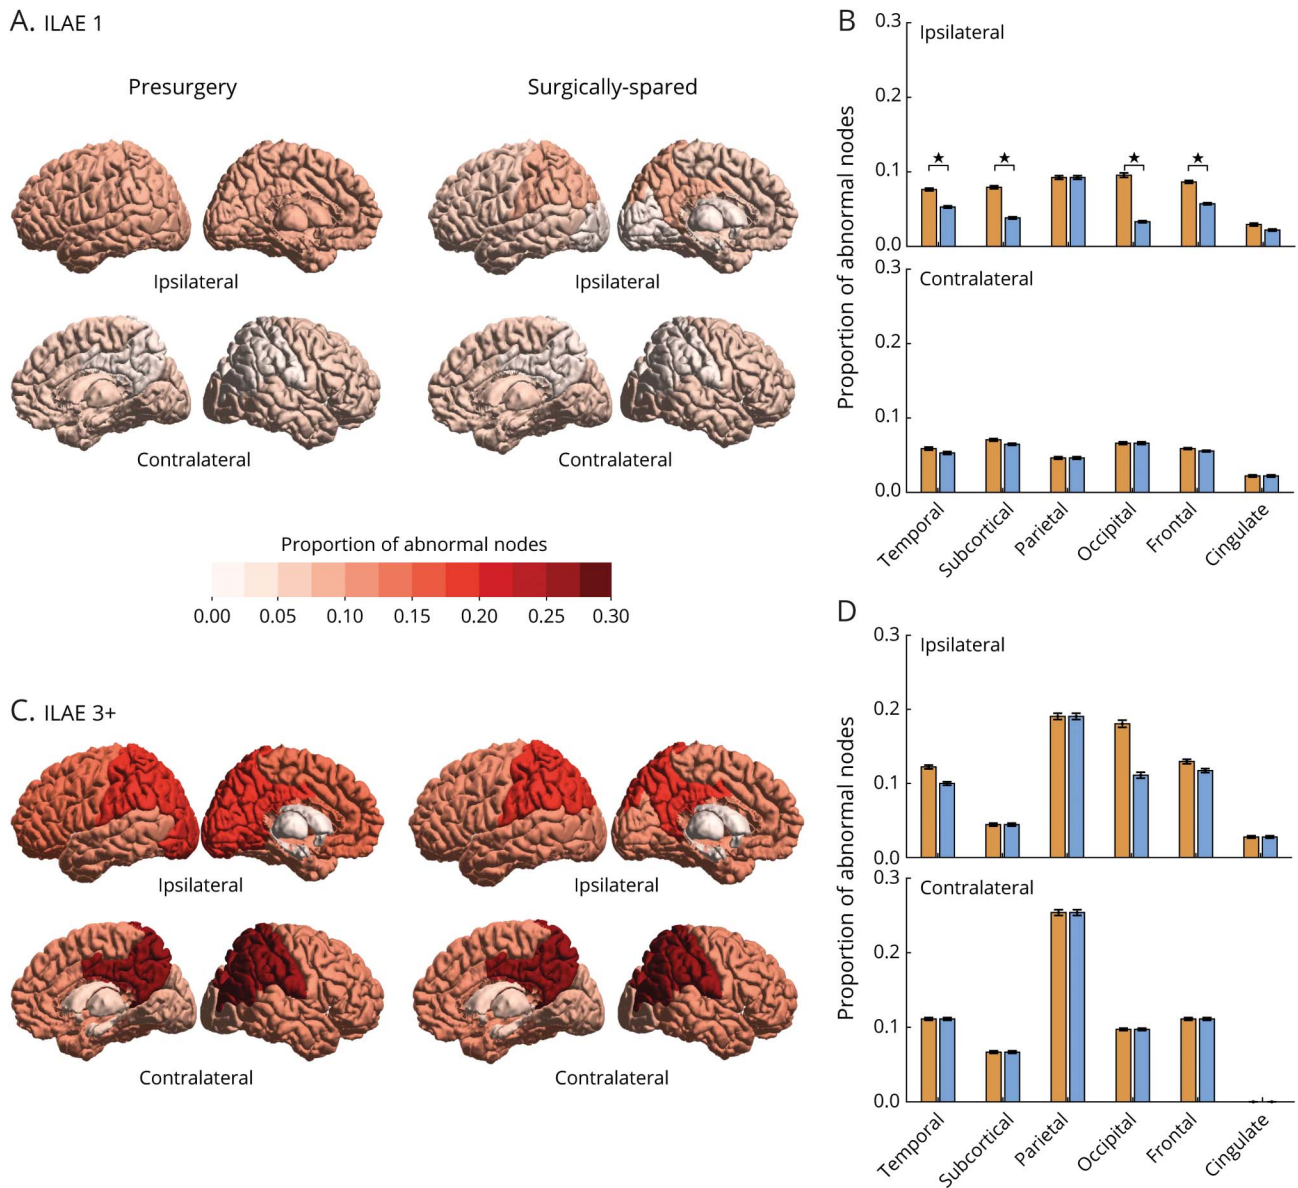 A. ILAE 1
Presurgery
Surgically-spared
Ipsilateral
Ipsilateral
Contralateral
Contralateral
Proportion of abnormal nodes
0.00 0.05 0.10 0.15 0.20 0.25 0.30
B
Proportion of abnormal nodes
0.3
Ipsilateral
0.2
0.1
★ ★ ★ ★
0.0
0.3
Contralateral
0.2
0.1
0.0
Temporal
Subcortical
Parietal
Occipital
Frontal
Cingulate
C. ILAE 3+
Ipsilateral
Ipsilateral
Contralateral
Contralateral
D
Proportion of abnormal nodes
0.3
Ipsilateral
0.2
0.1
0.0
0.3
Contralateral
0.2
0.1
0.0
Temporal
Subcortical
Parietal
Occipital
Frontal
Cingulate